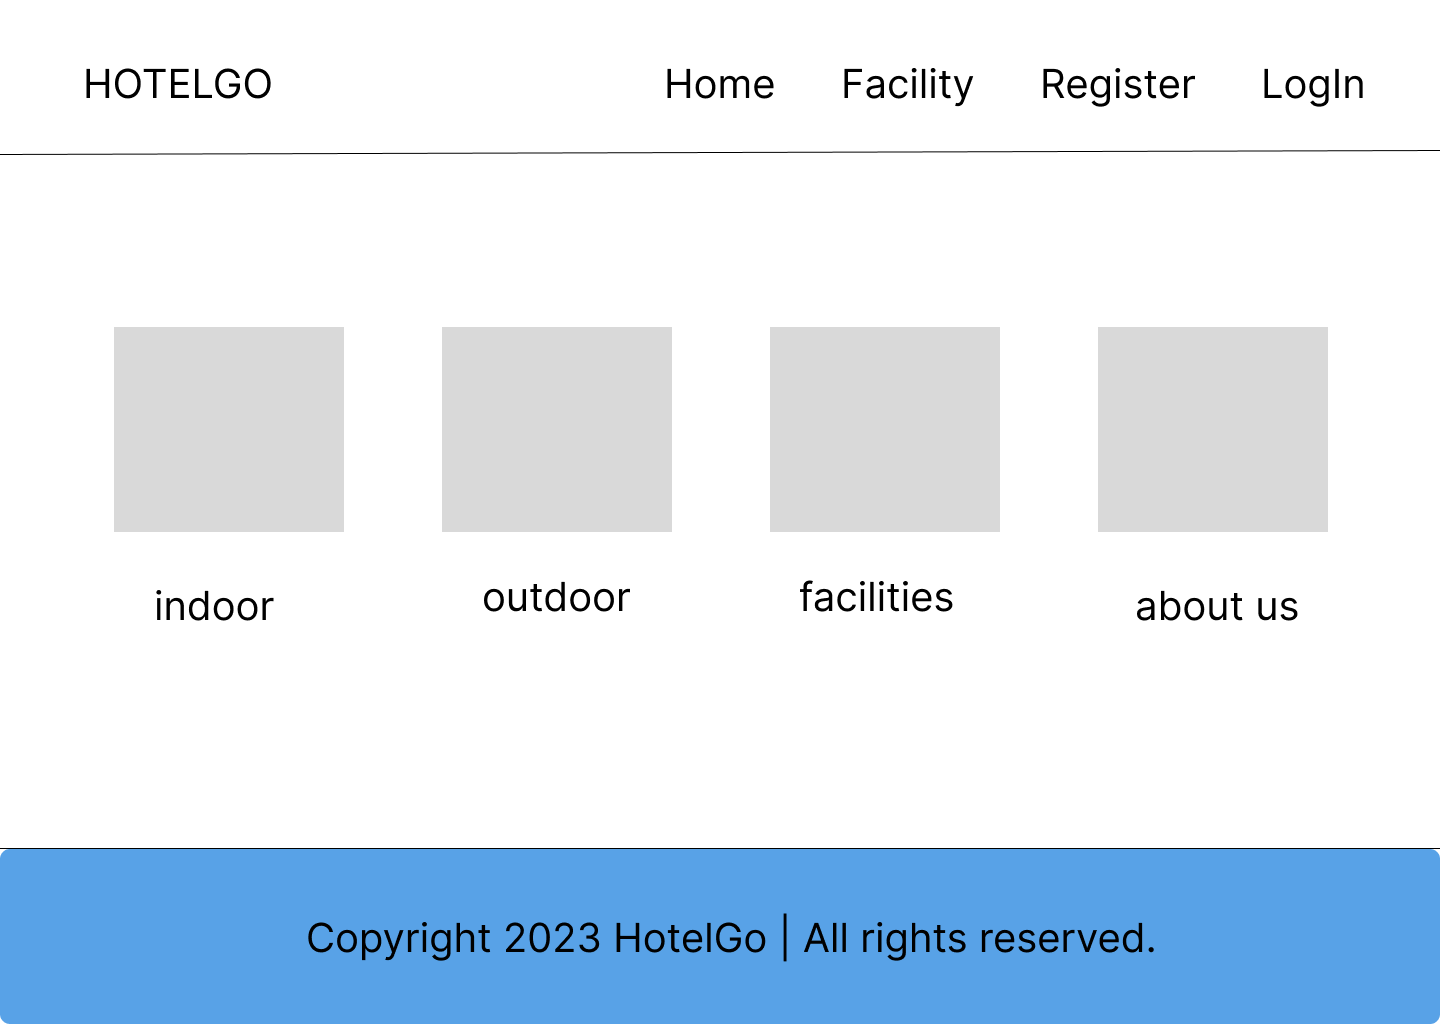 HOTELGO Home Facility Register LogIn
indoor outdoor facilities about us
Copyright 2023 HotelGo | All rights reserved.